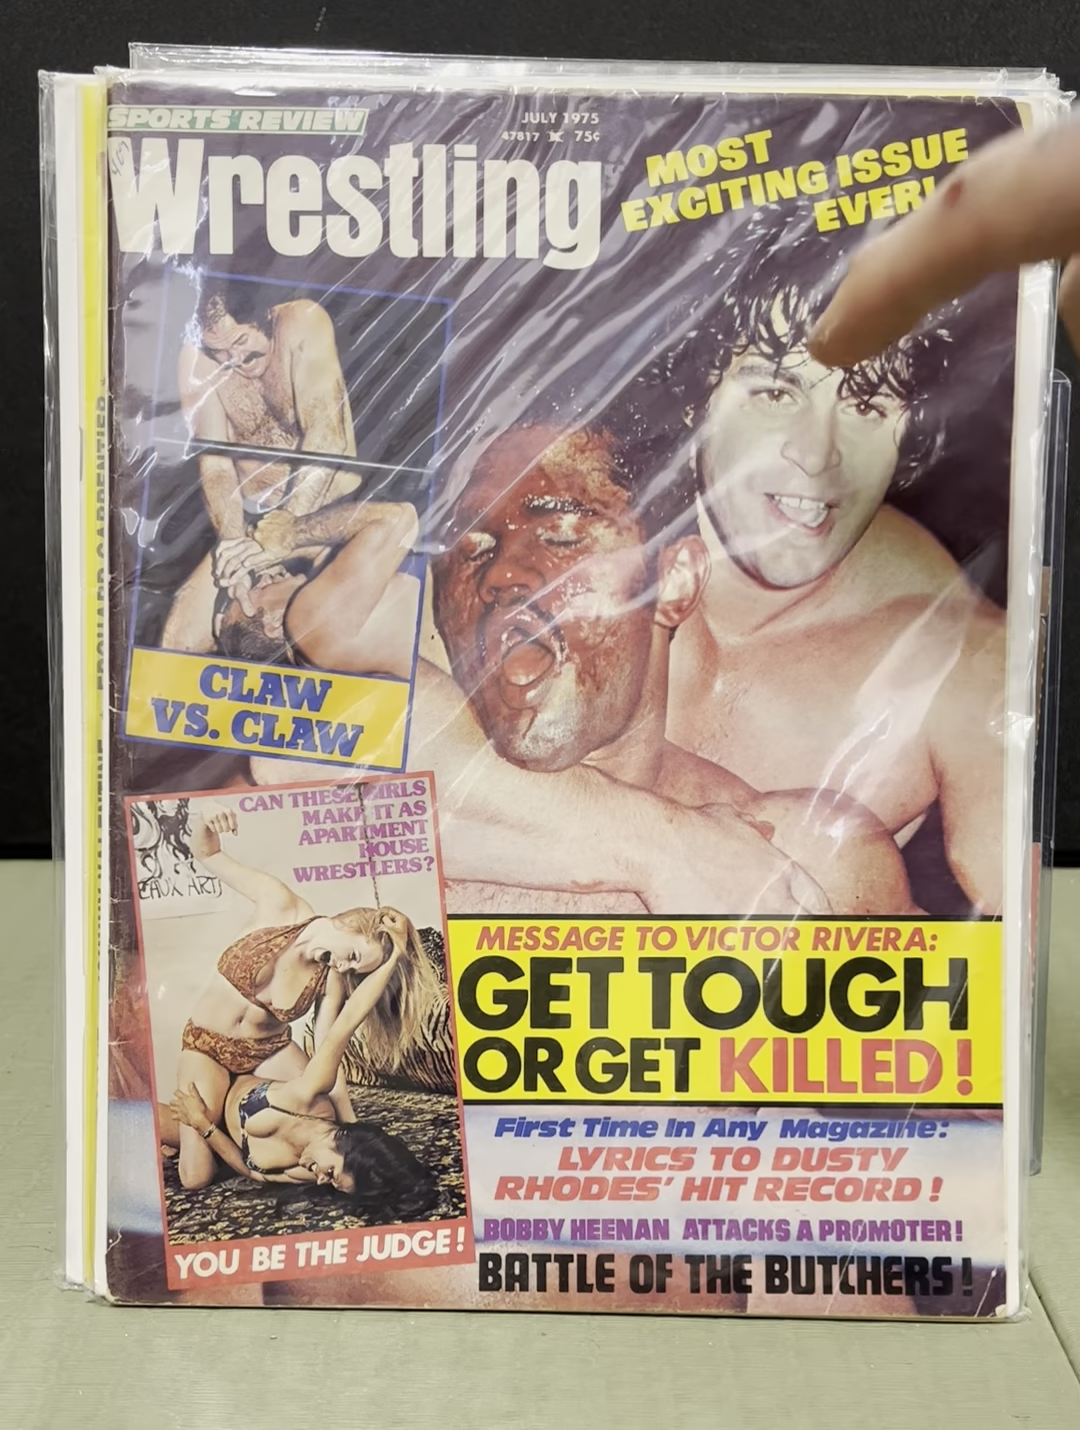 SPORTS REVIEW
Wrestling
JULY 1975
47817 K 75¢
MOST
EXCITING ISSUE
EVER!
CLAW
VS. CLAW
CAN THESE GIRLS
MAKE IT AS
APARTMENT
HOUSE
WRESTLERS?
EAUX ARTS
YOU BE THE JUDGE!
MESSAGE TO VICTOR RIVERA:
GET TOUGH
OR GET KILLED!
First Time In Any Magazine:
LYRICS TO DUSTY
RHODES' HIT RECORD!
BOBBY HEENAN ATTACKS A PROMOTER!
BATTLE OF THE BUTCHERS!